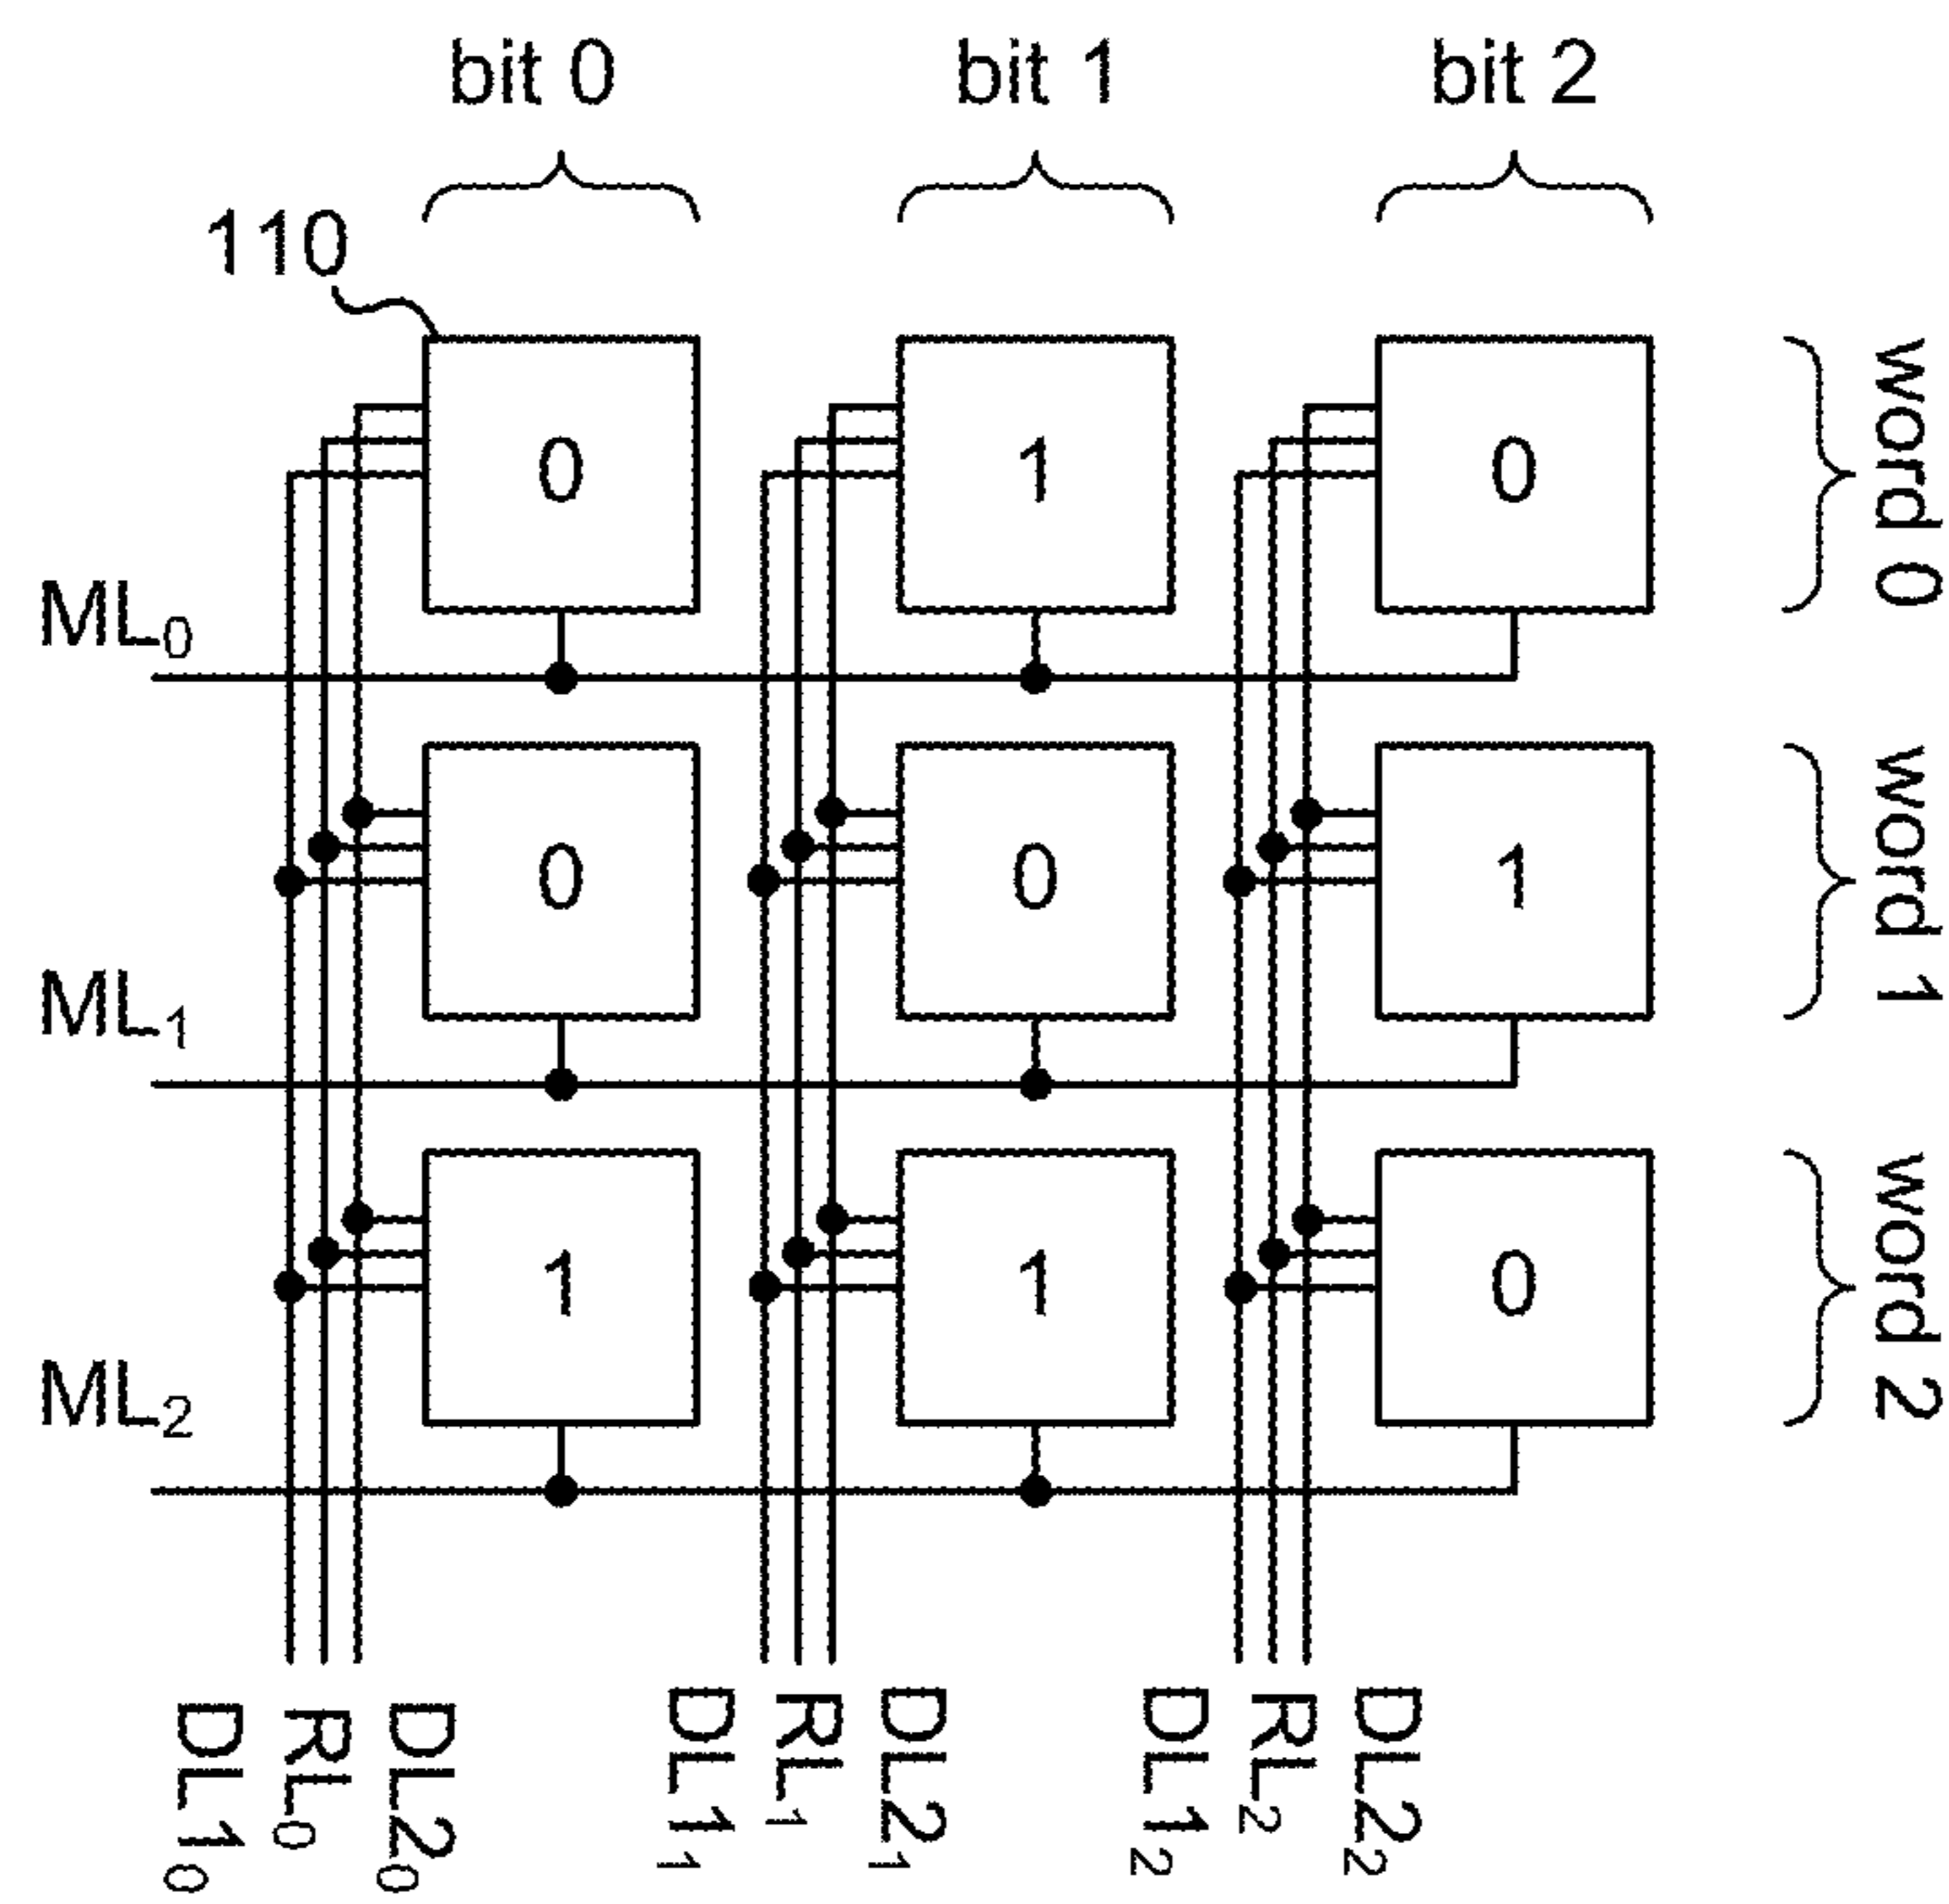 bit 0 bit 1 bit 2
110
0 1 0 word 0
ML₀
0 0 1 word 1
ML₁
1 1 0 word 2
ML₂
DL1₀ RL₀ DL2₀ DL1₁ RL₁ DL2₁ DL1₂ RL₂ DL2₂